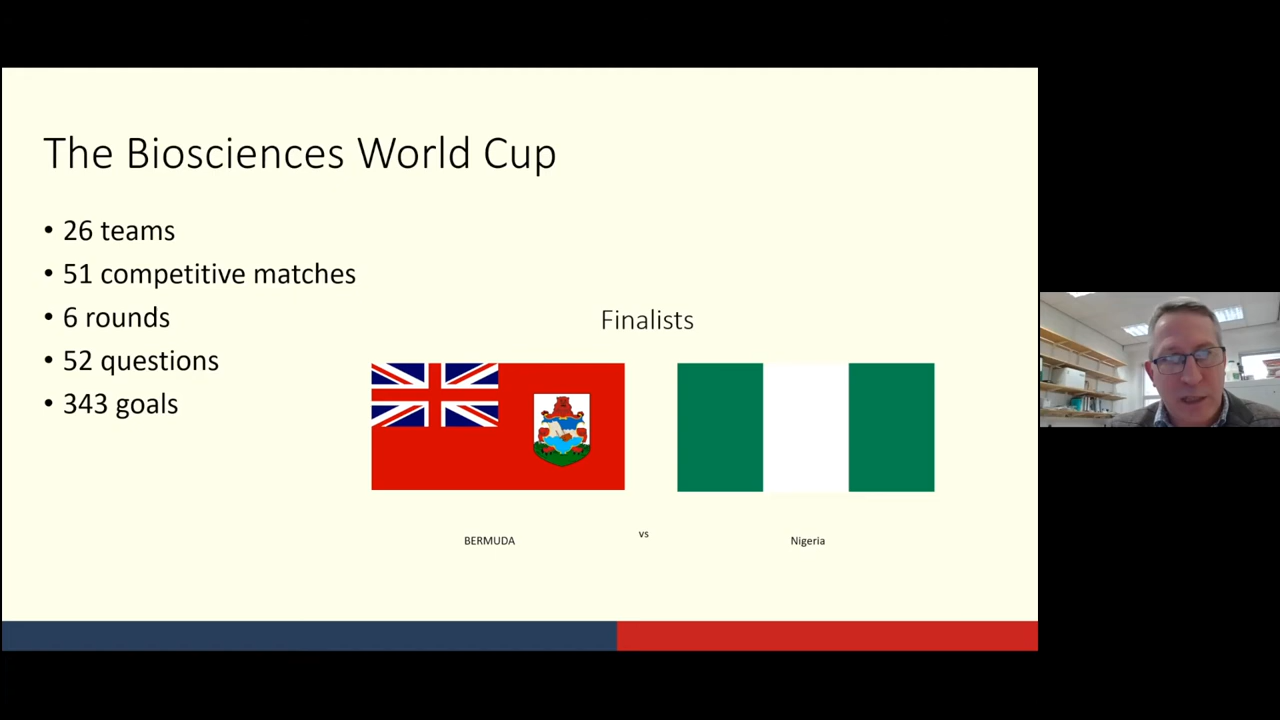 The Biosciences World Cup
• 26 teams
• 51 competitive matches
• 6 rounds
• 52 questions
• 343 goals
Finalists
BERMUDA
vs
Nigeria